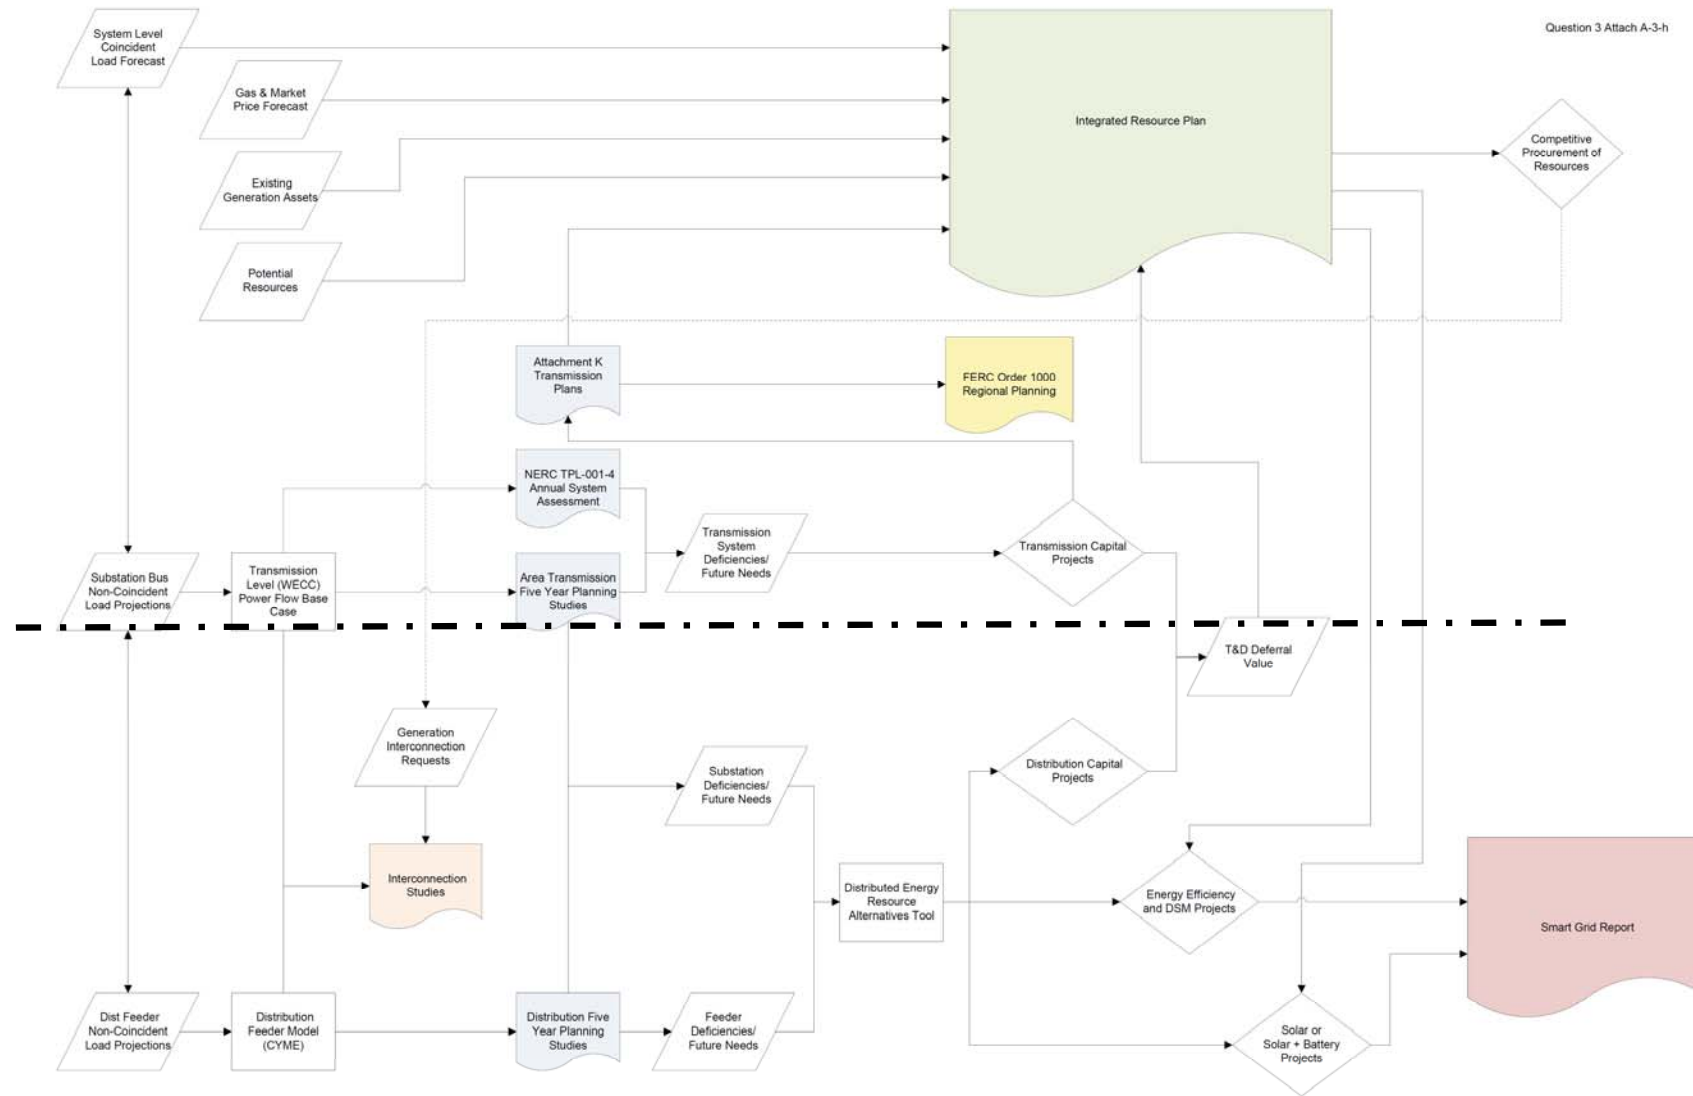 Question 3 Attach A-3-h
System Level
Coincident
Load Forecast
Gas & Market
Price Forecast
Integrated Resource Plan
Competitive
Procurement of
Resources
Existing
Generation Assets
Potential
Resources
Attachment K
Transmission
Plans
FERC Order 1000
Regional Planning
NERC TPL-001-4
Annual System
Assessment
Transmission
System
Deficiencies/
Future Needs
Transmission Capital
Projects
Substation Bus
Non-Coincident
Load Projections
Transmission
Level (WECC)
Power Flow Base
Case
Area Transmission
Five Year Planning
Studies
T&D Deferral
Value
Generation
Interconnection
Requests
Substation
Deficiencies/
Future Needs
Distribution Capital
Projects
Interconnection
Studies
Distributed Energy
Resource
Alternatives Tool
Energy Efficiency
and DSM Projects
Smart Grid Report
Dist Feeder
Non-Coincident
Load Projections
Distribution
Feeder Model
(CYME)
Distribution Five
Year Planning
Studies
Feeder
Deficiencies/
Future Needs
Solar or
Solar + Battery
Projects